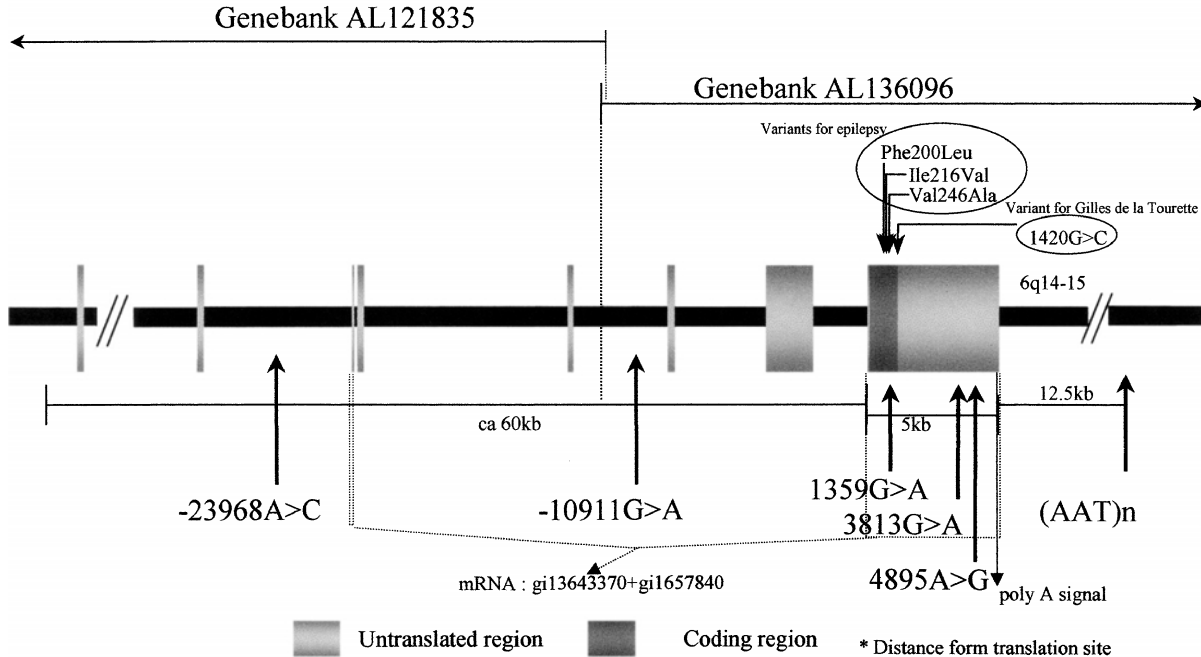 Genebank AL121835
Genebank AL136096
Variants for epilepsy
Phe200Leu
Ile216Val
Val246Ala
Variant for Gilles de la Tourette
1420G>C
6q14-15
ca 60kb
5kb
12.5kb
-23968A>C
-10911G>A
1359G>A
3813G>A
(AAT)n
4895A>G
mRNA : gi13643370+gi1657840
poly A signal
Untranslated region
Coding region
* Distance form translation site